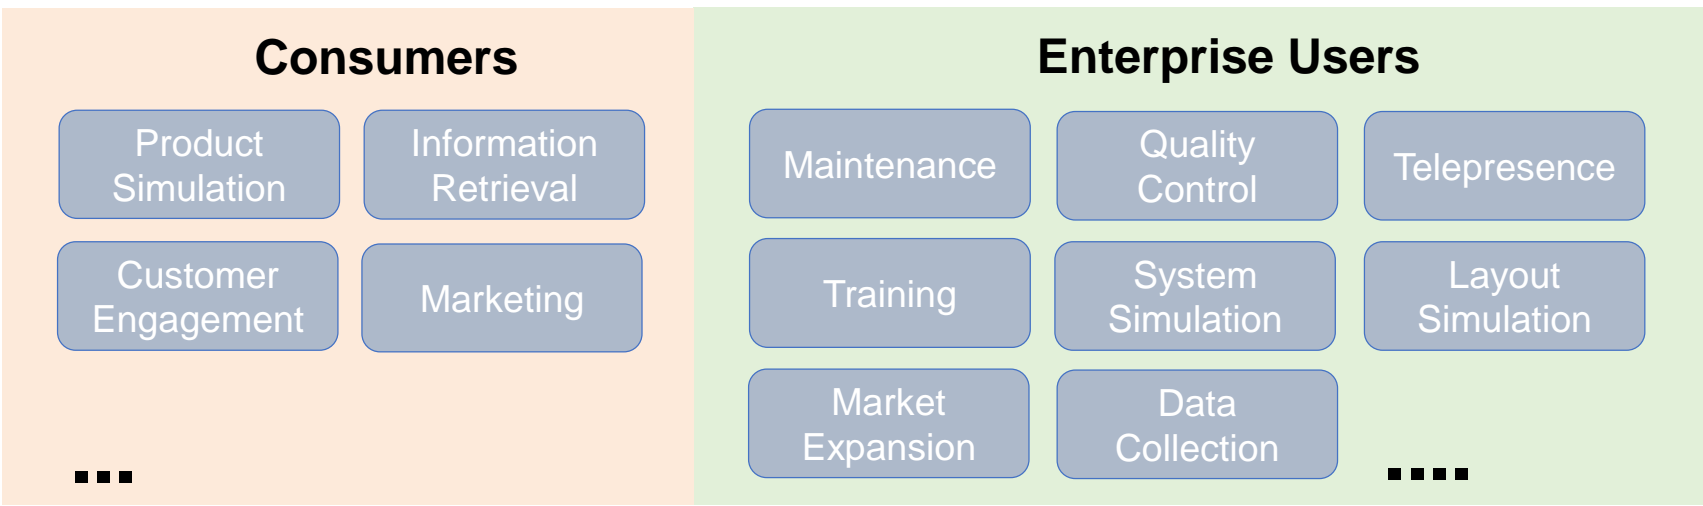 Consumers
Product
Simulation
Information
Retrieval
Customer
Engagement
Marketing
...
Enterprise Users
Maintenance
Quality
Control
Telepresence
Training
System
Simulation
Layout
Simulation
Market
Expansion
Data
Collection
....